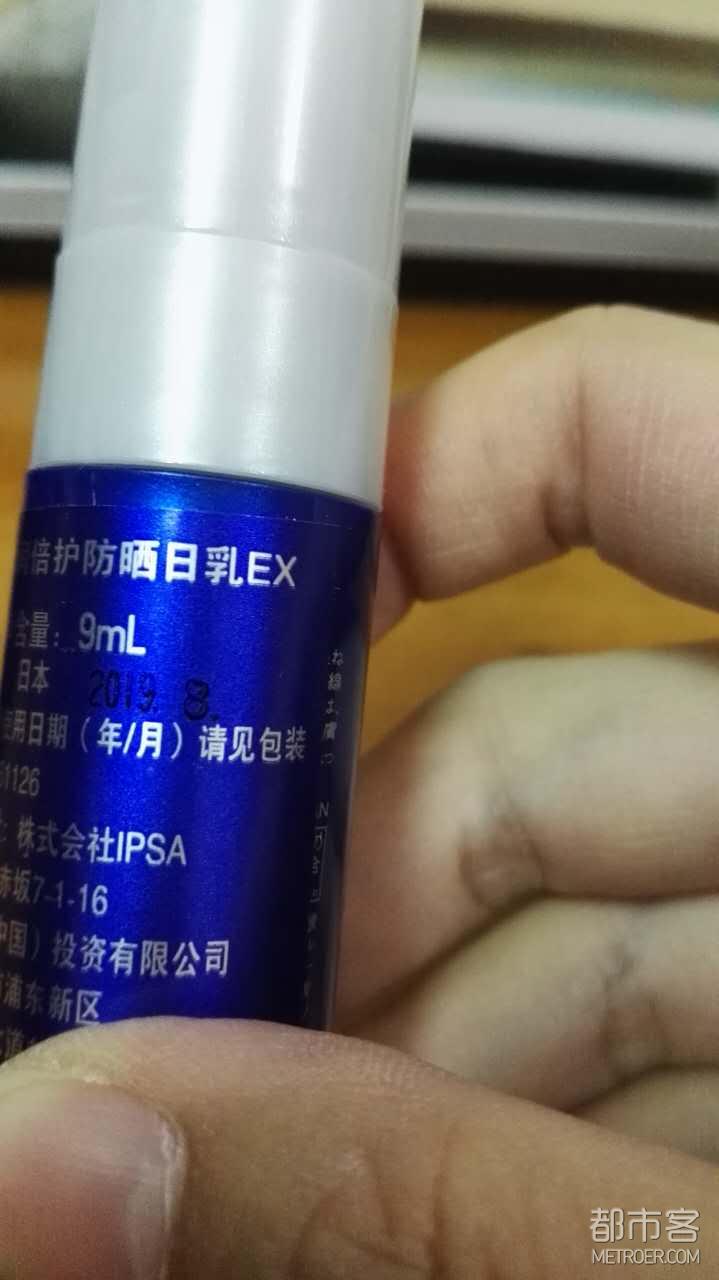 倍护防晒日乳EX
含量：9mL
日本 2019. 8.
用日期（年/月）请见包装
1126
株式会社IPSA
赤坂7-1-16
中国）投资有限公司
浦东新区
都市客
METROER.COM